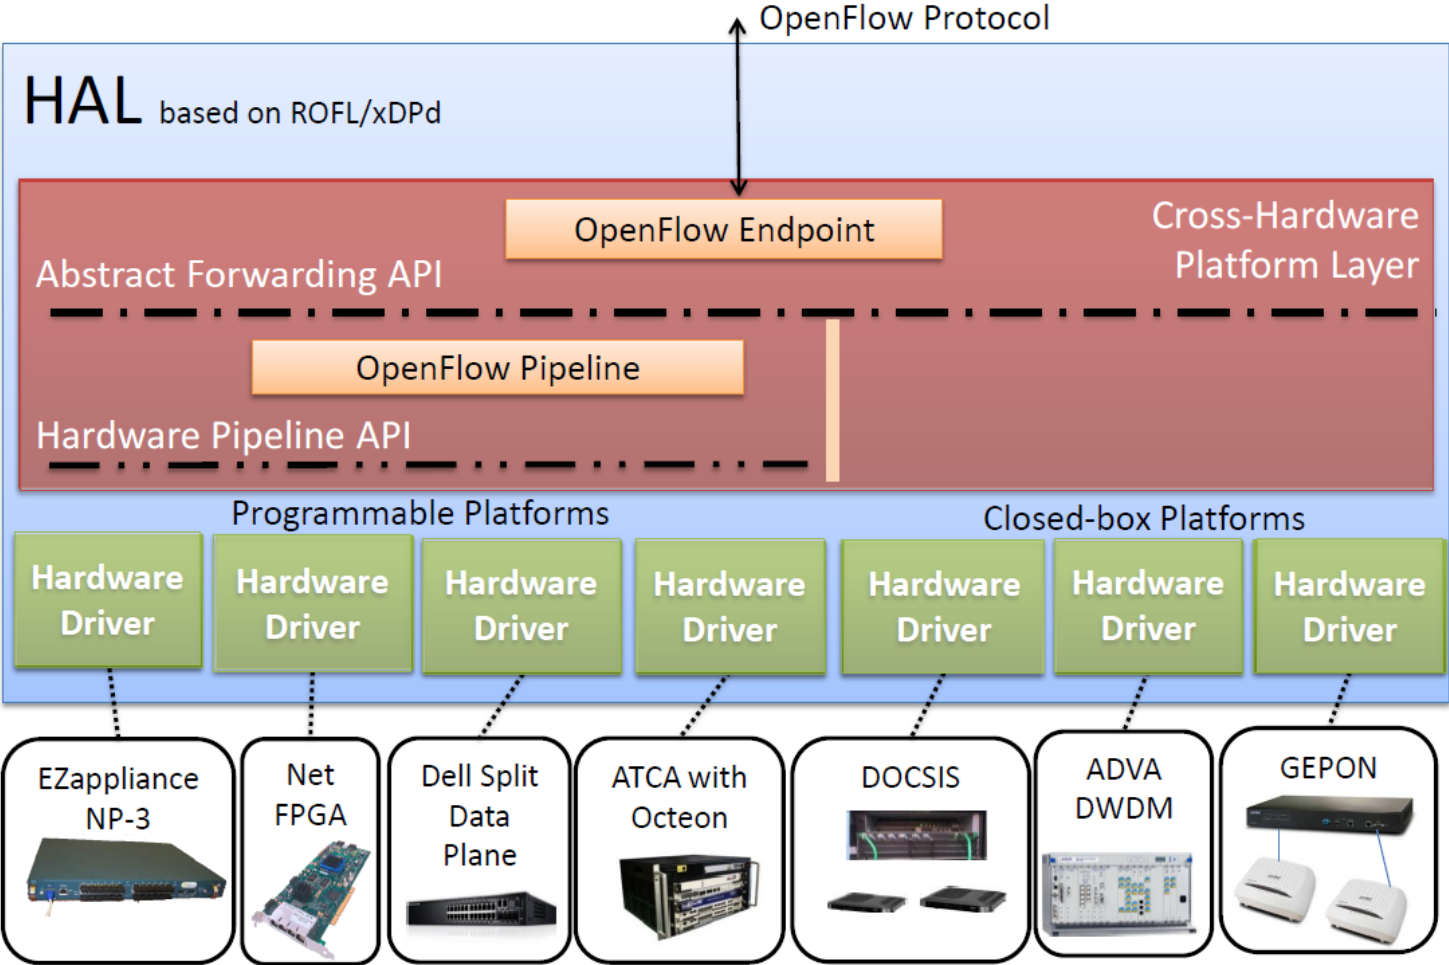 OpenFlow Protocol
HAL based on ROFL/xDPd
OpenFlow Endpoint
Cross-Hardware
Platform Layer
Abstract Forwarding API
OpenFlow Pipeline
Hardware Pipeline API
Programmable Platforms
Closed-box Platforms
Hardware
Driver
Hardware
Driver
Hardware
Driver
Hardware
Driver
Hardware
Driver
Hardware
Driver
Hardware
Driver
EZappliance
NP-3
Net
FPGA
Dell Split
Data
Plane
ATCA with
Octeon
DOCSIS
ADVA
DWDM
GEPON